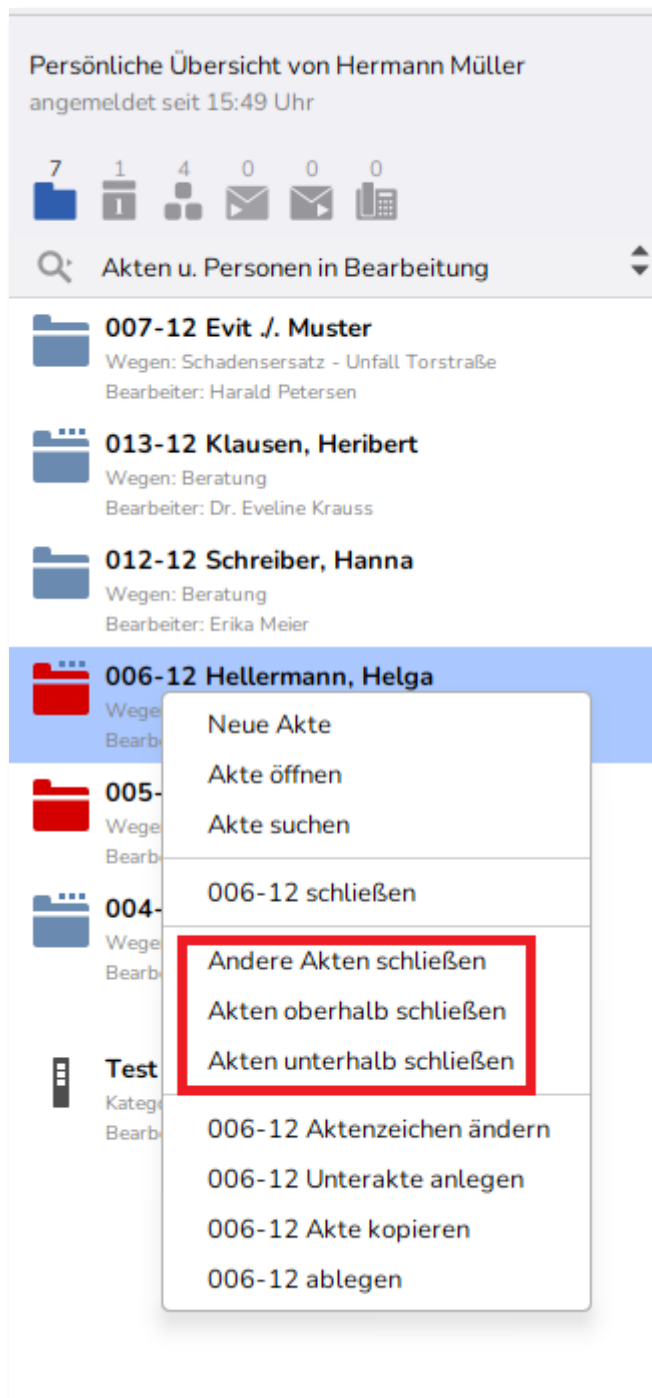 Persönliche Übersicht von Hermann Müller
angemeldet seit 15:49 Uhr
7 1 4 0 0 0
1
Akten u. Personen in Bearbeitung
007-12 Evit ./. Muster
Wegen: Schadensersatz - Unfall Torstraße
Bearbeiter: Harald Petersen
013-12 Klausen, Heribert
Wegen: Beratung
Bearbeiter: Dr. Eveline Krauss
012-12 Schreiber, Hanna
Wegen: Beratung
Bearbeiter: Erika Meier
006-12 Hellermann, Helga
Neue Akte
Akte öffnen
005-
Akte suchen
006-12 schließen
004-
Andere Akten schließen
Akten oberhalb schließen
Akten unterhalb schließen
Test
006-12 Aktenzeichen ändern
006-12 Unterakte anlegen
006-12 Akte kopieren
006-12 ablegen